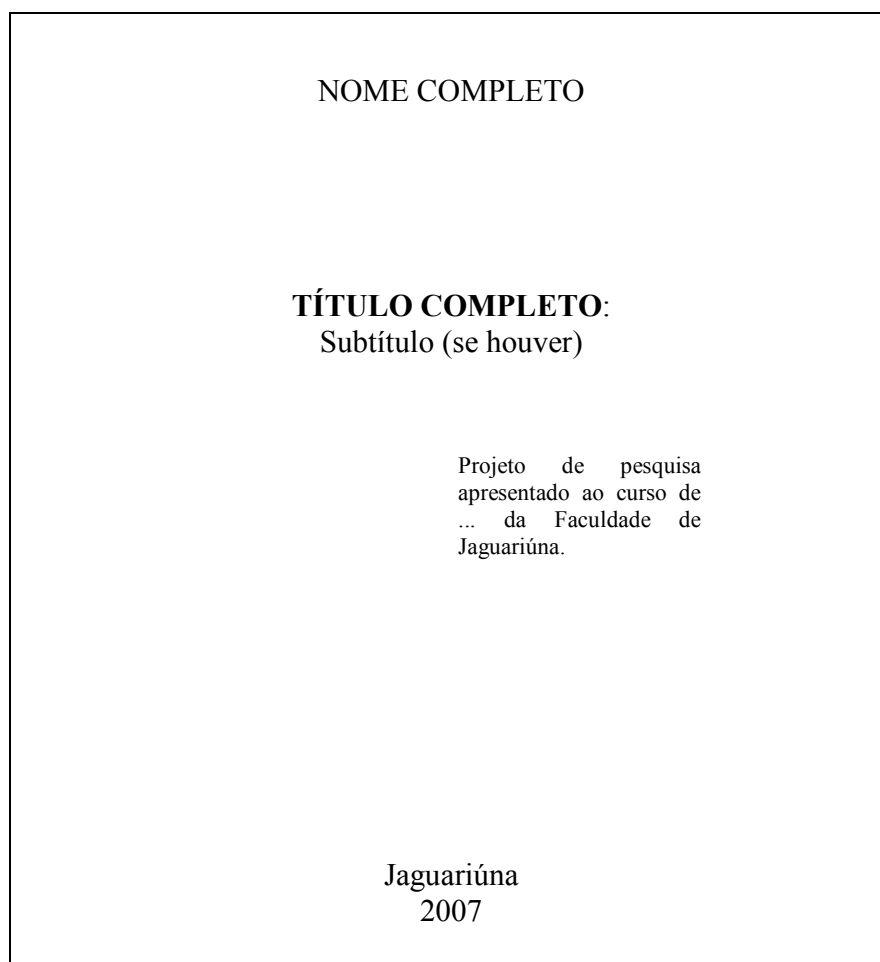 NOME COMPLETO
TÍTULO COMPLETO:
Subtítulo (se houver)
Projeto de pesquisa
apresentado ao curso de
... da Faculdade de
Jaguariúna.
Jaguariúna
2007